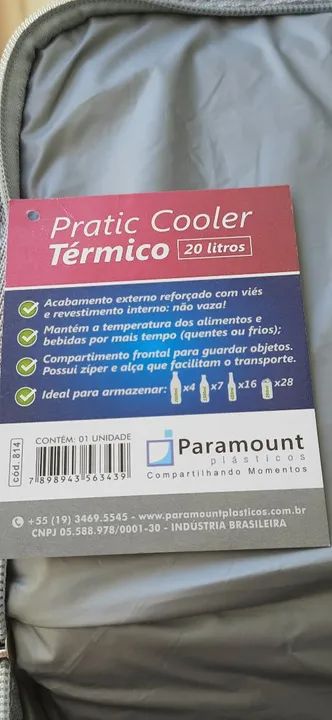 Pratic Cooler
Térmico 20 litros
Acabamento externo reforçado com viés
e revestimento interno: não vaza!
Mantém a temperatura dos alimentos e
bebidas por mais tempo (quentes ou frios);
Compartimento frontal para guardar objetos.
Possui zíper e alça que facilitam o transporte.
Ideal para armazenar: x4 x7 x16 x28
cód. 814
CONTÉM: 01 UNIDADE
7 898943 563439
Paramount
plásticos
Compartilhando Momentos
+55 (19) 3469.5545 - www.paramountplasticos.com.br
CNPJ 05.588.978/0001-30 - INDÚSTRIA BRASILEIRA